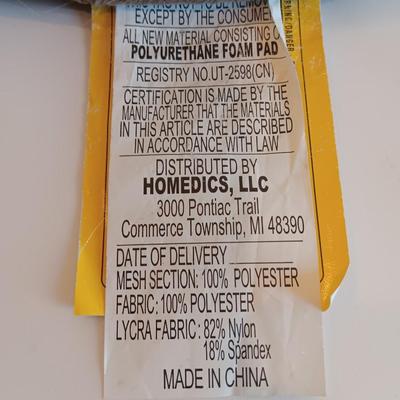 EXCEPT BY THE CONSUME
ALL NEW MATERIAL CONSISTING O
POLYURETHANE FOAM PAD
REGISTRY NO.UT-2598(CN)
CERTIFICATION IS MADE BY THE
MANUFACTURER THAT THE MATERIALS
IN THIS ARTICLE ARE DESCRIBED
IN ACCORDANCE WITH LAW
DISTRIBUTED BY
HOMEDICS, LLC
3000 Pontiac Trail
Commerce Township, MI 48390
DATE OF DELIVERY
MESH SECTION: 100% POLYESTER
FABRIC: 100% POLYESTER
LYCRA FABRIC: 82% Nylon
18% Spandex
MADE IN CHINA